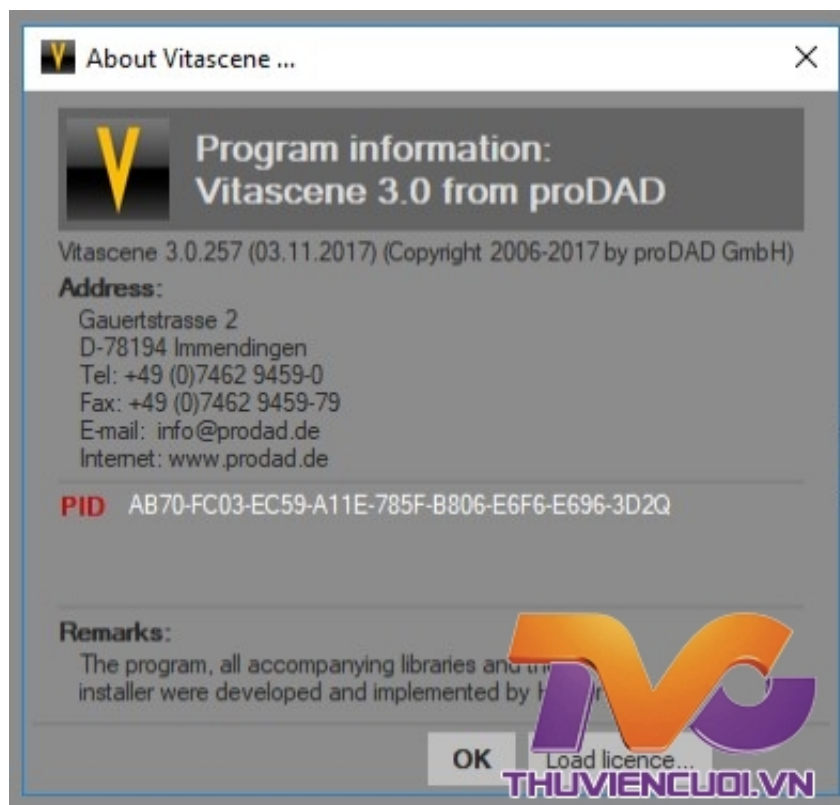 About Vitascene ...
V
Program information:
Vitascene 3.0 from proDAD
Vitascene 3.0.257 (03.11.2017) (Copyright 2006-2017 by proDAD GmbH)
Address:
Gauertstrasse 2
D-78194 Immendingen
Tel: +49 (0)7462 9459-0
Fax: +49 (0)7462 9459-79
E-mail: info@prodad.de
Internet: www.prodad.de
PID AB70-FC03-EC59-A11E-785F-B806-E6F6-E696-3D2Q
Remarks:
The program, all accompanying libraries and
installer were developed and implemented by
OK
Load licence...
TVC
THUVIENCUOI.VN